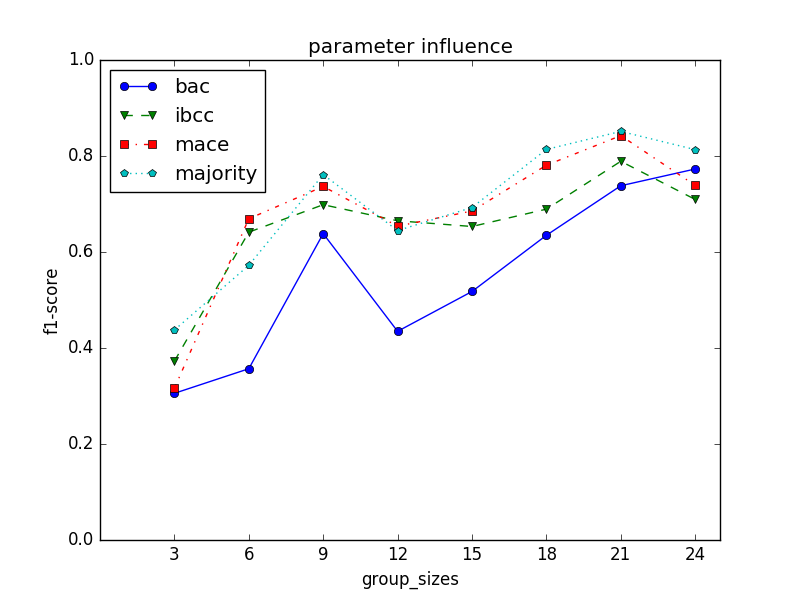 parameter influence
bac
ibcc
mace
majority
1.0
0.8
0.6
0.4
0.2
0.0
f1-score
3 6 9 12 15 18 21 24
group_sizes